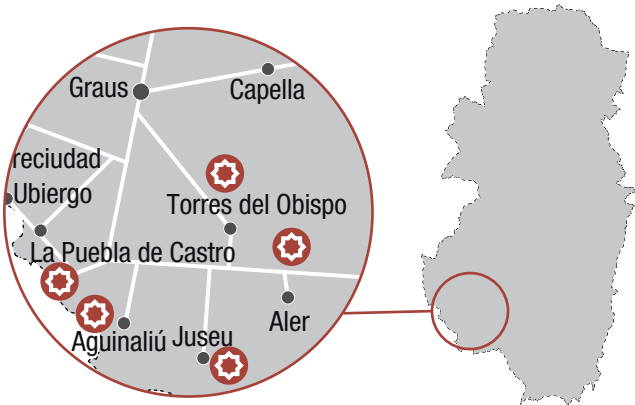 Graus
Capella
reciudad
Ubiergo
Torres del Obispo
La Puebla de Castro
Aler
Aguinaliú
Juseu